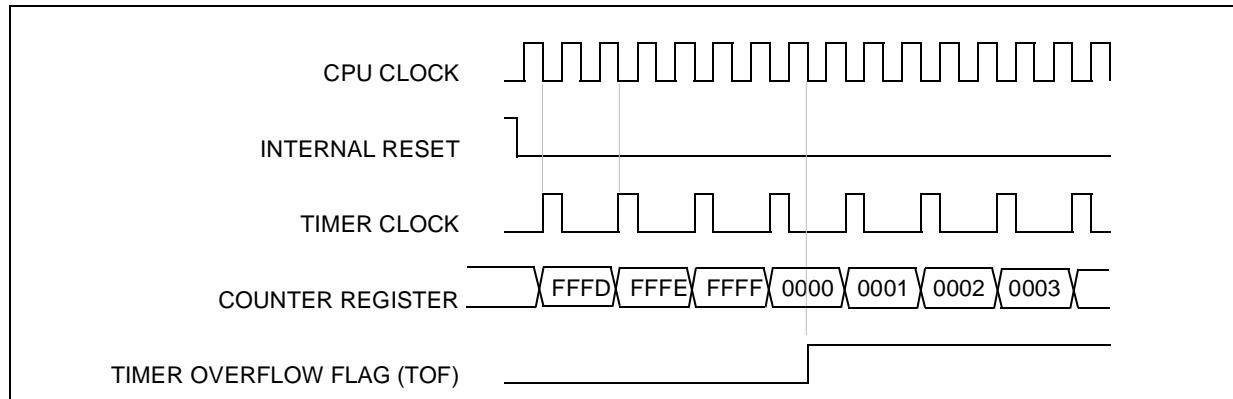 CPU CLOCK
INTERNAL RESET
TIMER CLOCK
COUNTER REGISTER FFFD FFFE FFFF 0000 0001 0002 0003
TIMER OVERFLOW FLAG (TOF)